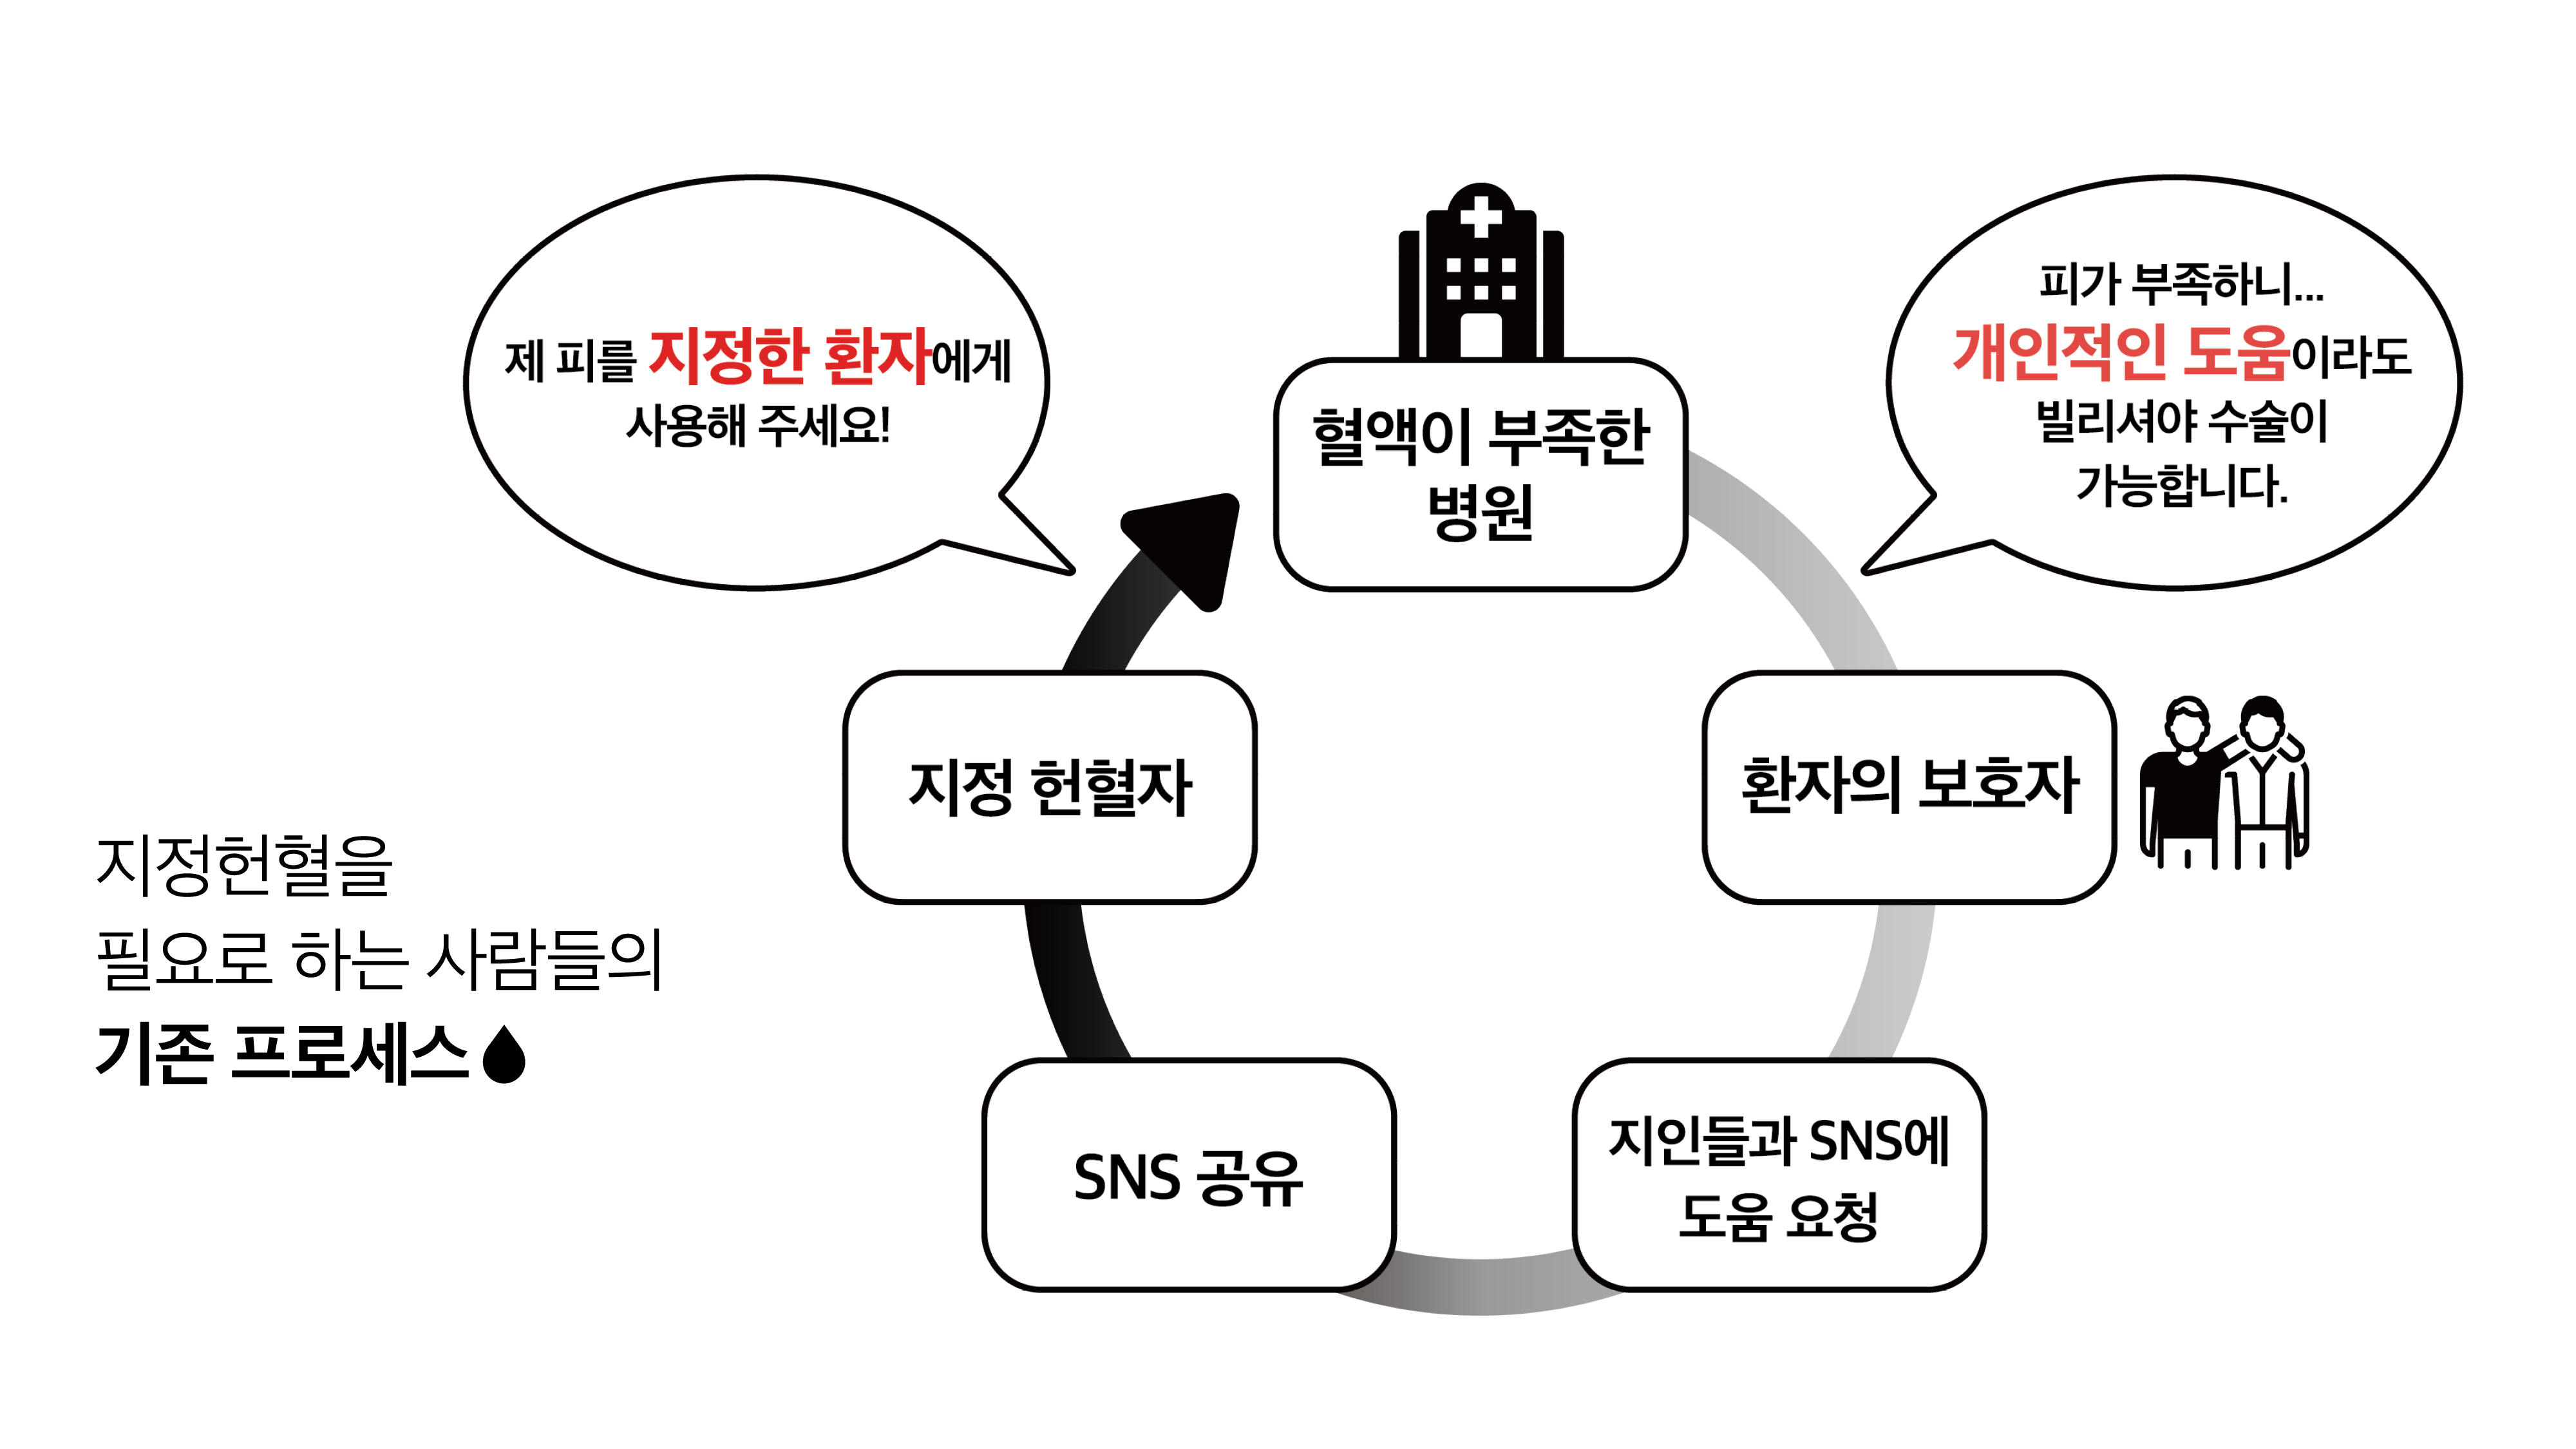 제 피를 지정한 환자에게
사용해 주세요!
피가 부족하니...
개인적인 도움이라도
빌리셔야 수술이
가능합니다.
혈액이 부족한
병원
환자의 보호자
지인들과 SNS에
도움 요청
SNS 공유
지정 헌혈자
지정헌혈을
필요로 하는 사람들의
기존 프로세스